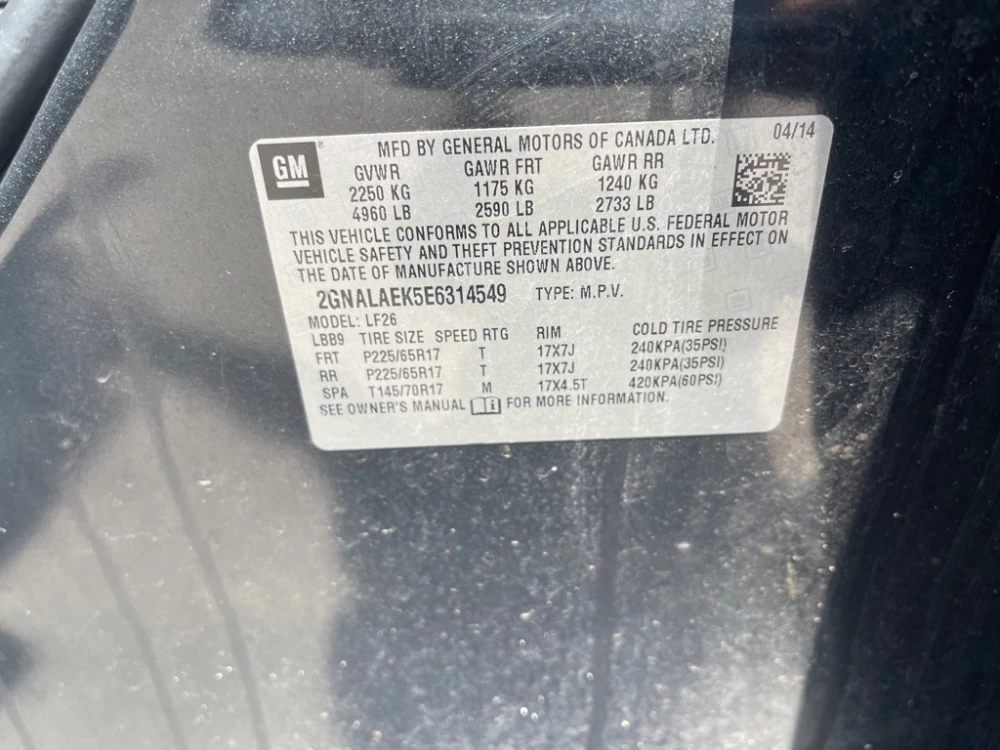 MFD BY GENERAL MOTORS OF CANADA LTD. 04/14
GM
GVWR GAWR FRT GAWR RR
2250 KG 1175 KG 1240 KG
4960 LB 2590 LB 2733 LB
THIS VEHICLE CONFORMS TO ALL APPLICABLE U.S. FEDERAL MOTOR
VEHICLE SAFETY AND THEFT PREVENTION STANDARDS IN EFFECT ON
THE DATE OF MANUFACTURE SHOWN ABOVE.
2GNALAEK5E6314549 TYPE: M.P.V.
MODEL: LF26
LBB9 TIRE SIZE SPEED RTG RIM COLD TIRE PRESSURE
FRT P225/65R17 T 17X7J 240KPA(35PSI)
RR P225/65R17 T 17X7J 240KPA(35PSI)
SPA T145/70R17 M 17X4.5T 420KPA(60PSI)
SEE OWNER'S MANUAL i FOR MORE INFORMATION.